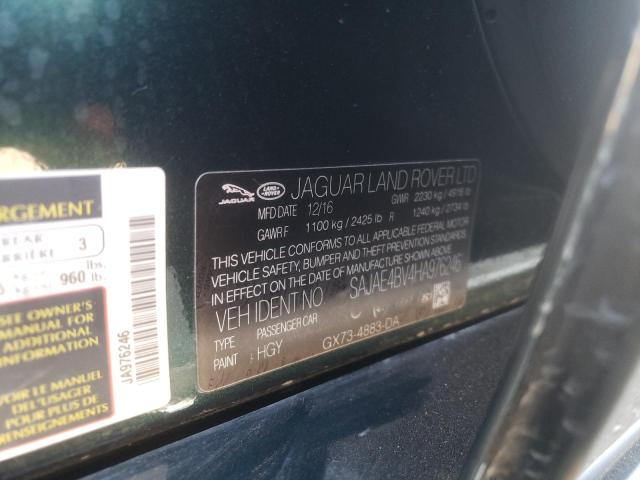 JAGUAR
LAND ROVER
JAGUAR LAND ROVER LTD
MFD DATE 12/16 GVWR 2230 kg / 4916 lb
GAWR F 1100 kg / 2425 lb R 1240 kg / 2734 lb
THIS VEHICLE CONFORMS TO ALL APPLICABLE FEDERAL MOTOR
VEHICLE SAFETY, BUMPER AND THEFT PREVENTION STANDARDS
IN EFFECT ON THE DATE OF MANUFACTURE SHOWN ABOVE
VEH IDENT NO SAJAE4BV4HA976246
TYPE PASSENGER CAR
PAINT HGY GX73-4883-DA
RGEMENT
REAR
3
960 lbs.
SEE OWNER'S
MANUAL FOR
ADDITIONAL
INFORMATION
VOIR LE MANUEL
DE L'USAGER
POUR PLUS DE
RENSEIGNEMENTS
JA976246